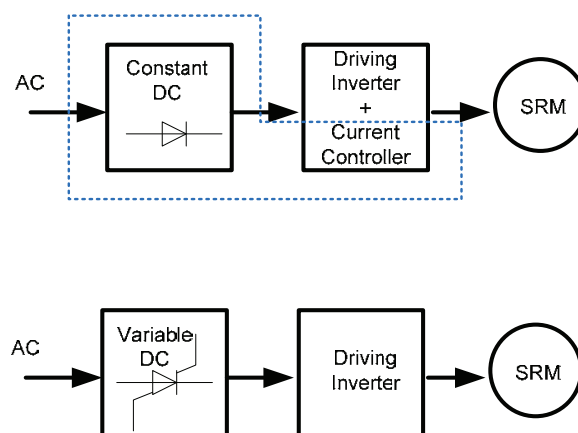 AC
Constant
DC
Driving
Inverter
+
Current
Controller
SRM
AC
Variable
DC
Driving
Inverter
SRM